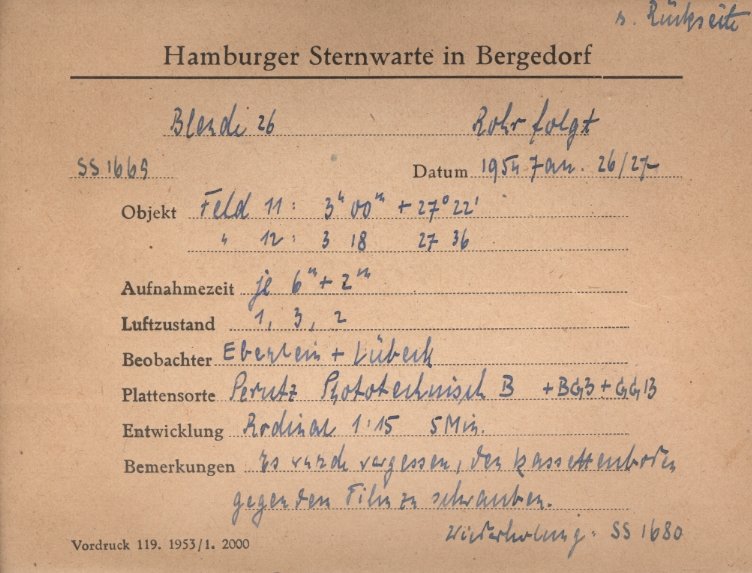 s. Rückseite
Hamburger Sternwarte in Bergedorf
Blende 26 Rohr folgt
SS 1669 Datum 1954 Jan. 26/27
Objekt Feld 11: 3ʰ 00ᵐ + 27° 22'
" 12: 3 18 27 36
Aufnahmezeit je 6ᵐ + 2ᵐ
Luftzustand 1, 3, 2
Beobachter Eberlein + Lübeck
Plattensorte Perutz Phototechnisch B + BG3 + GG13
Entwicklung Rodinal 1:15 5 Min.
Bemerkungen Es wurde vergessen, den Kassettenboden
gegen den Film zu schrauben.
Wiederholung: SS 1680
Vordruck 119. 1953/1. 2000